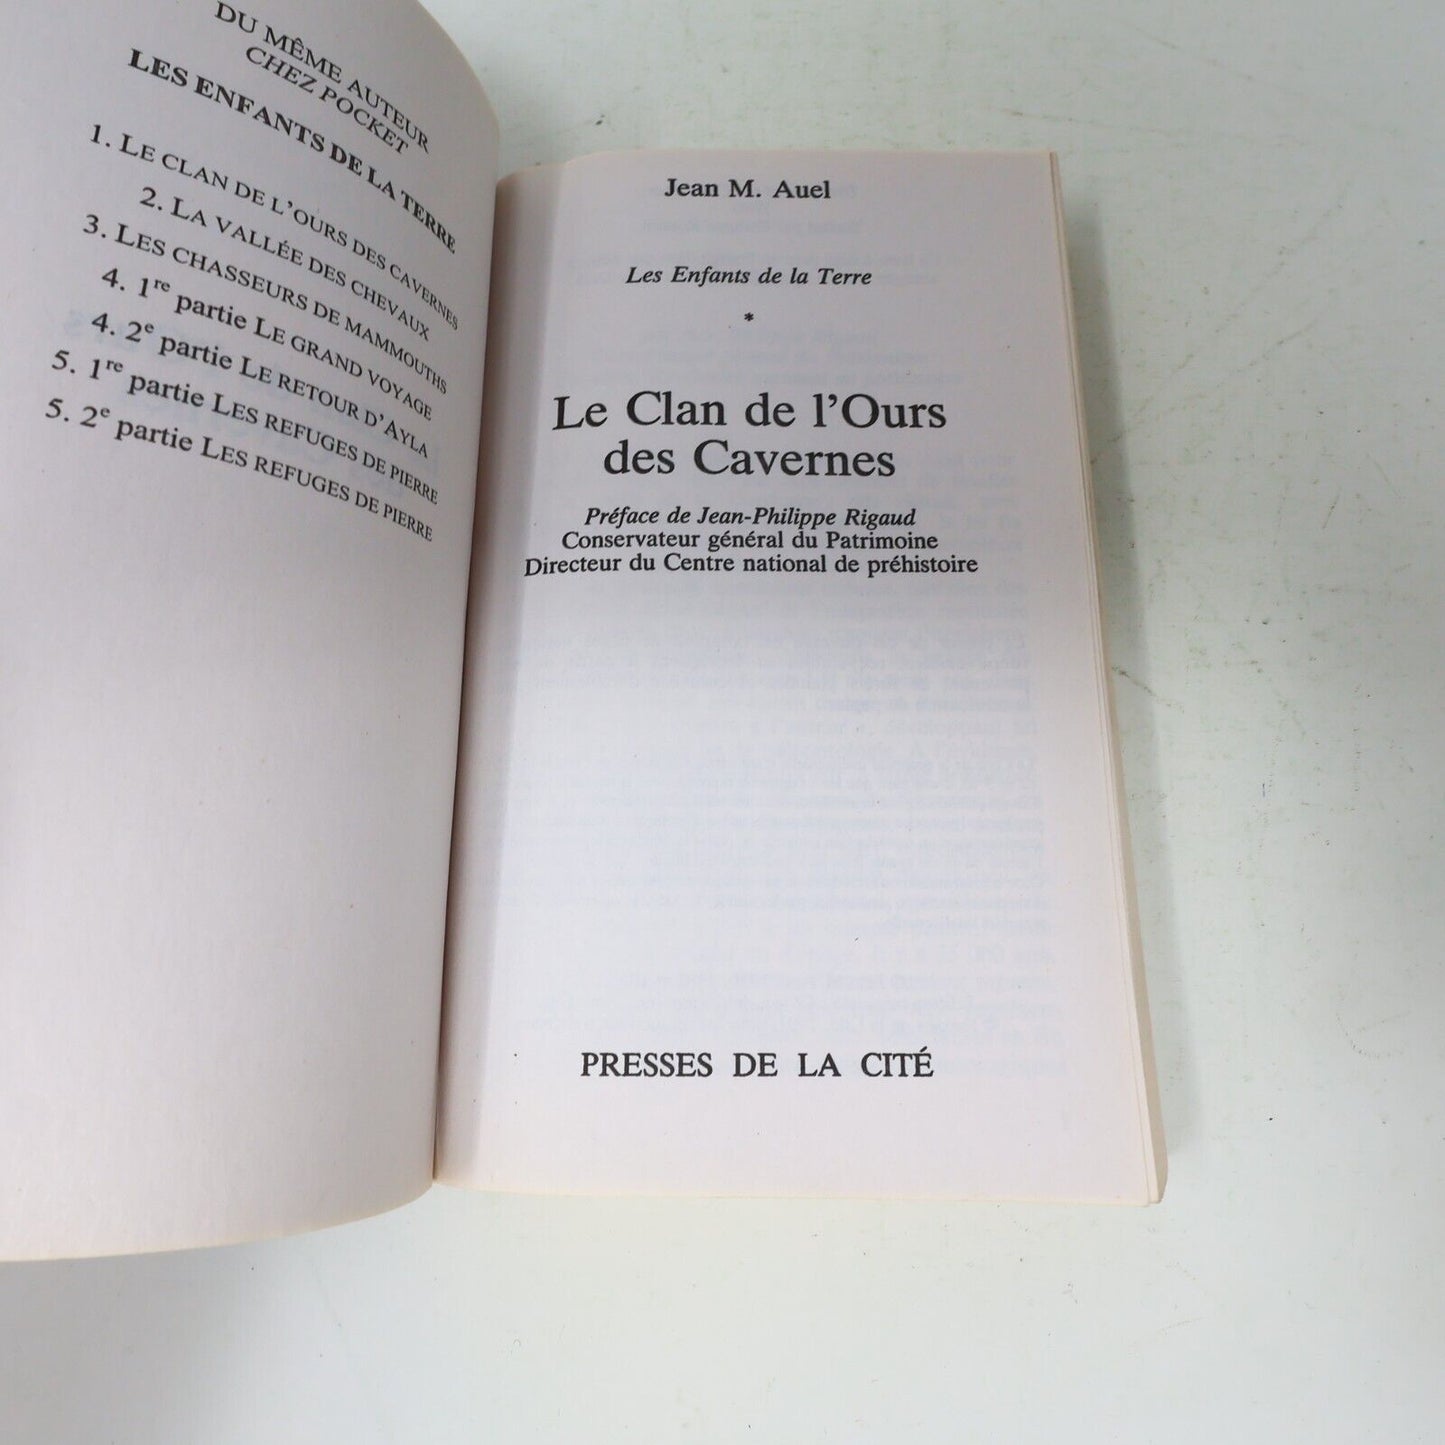 DU MÊME AUTEUR
CHEZ POCKET
LES ENFANTS DE LA TERRE
1. LE CLAN DE L'OURS DES CAVERNES
2. LA VALLÉE DES CHEVAUX
3. LES CHASSEURS DE MAMMOUTHS
4. 1re partie LE GRAND VOYAGE
4. 2e partie LE RETOUR D'AYLA
5. 1re partie LES REFUGES DE PIERRE
5. 2e partie LES REFUGES DE PIERRE
Jean M. Auel
Les Enfants de la Terre
*
Le Clan de l'Ours
des Cavernes
Préface de Jean-Philippe Rigaud
Conservateur général du Patrimoine
Directeur du Centre national de préhistoire
PRESSES DE LA CITÉ